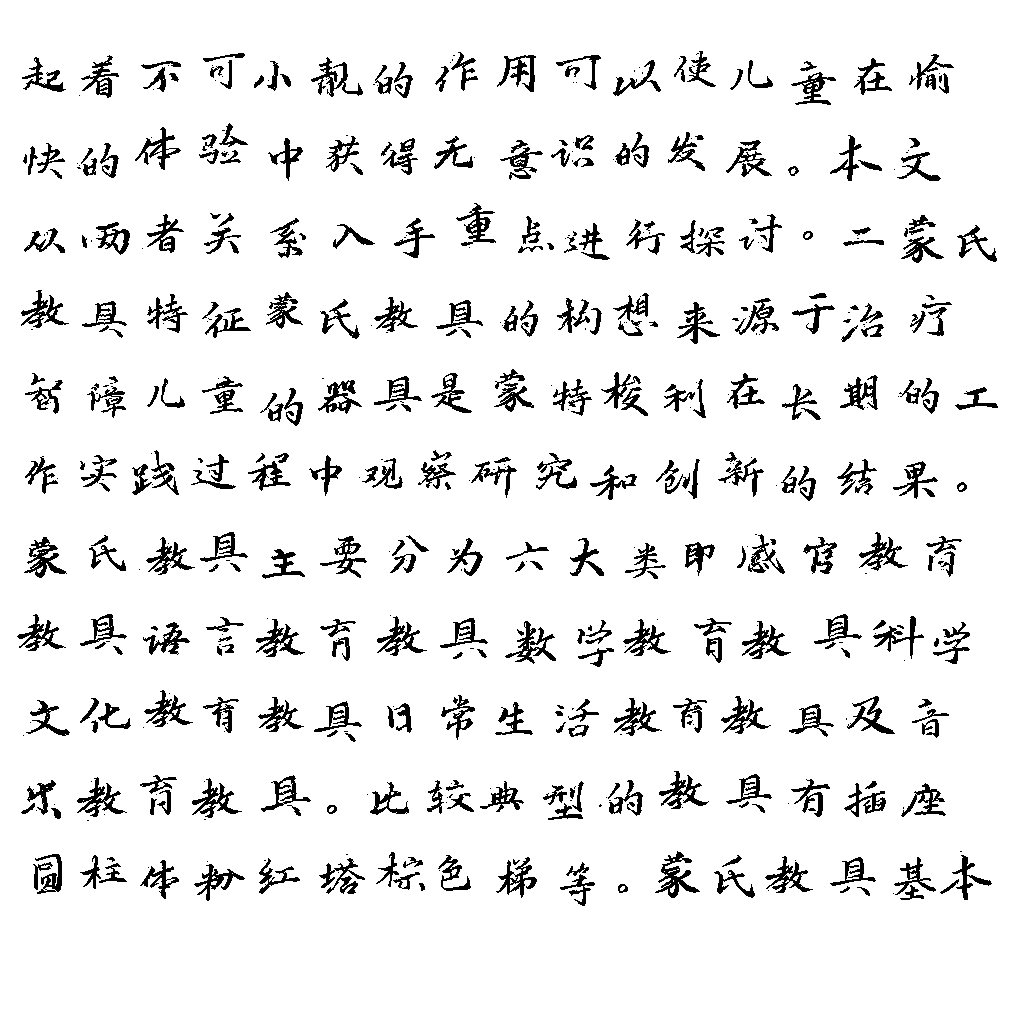 起着不可小靓的作用可以使儿童在愉
快的体验中获得无意识的发展。本文
从两者关系入手重点进行探讨。二蒙氏
教具特征蒙氏教具的构想来源于治疗
智障儿童的器具是蒙特梭利在长期的工
作实践过程中观察研究和创新的结果。
蒙氏教具主要分为六大类即感官教育
教具语言教育教具数学教育教具科学
文化教育教具日常生活教育教具及音
乐教育教具。比较典型的教具有插座
圆柱体粉红塔棕色梯等。蒙氏教具基本